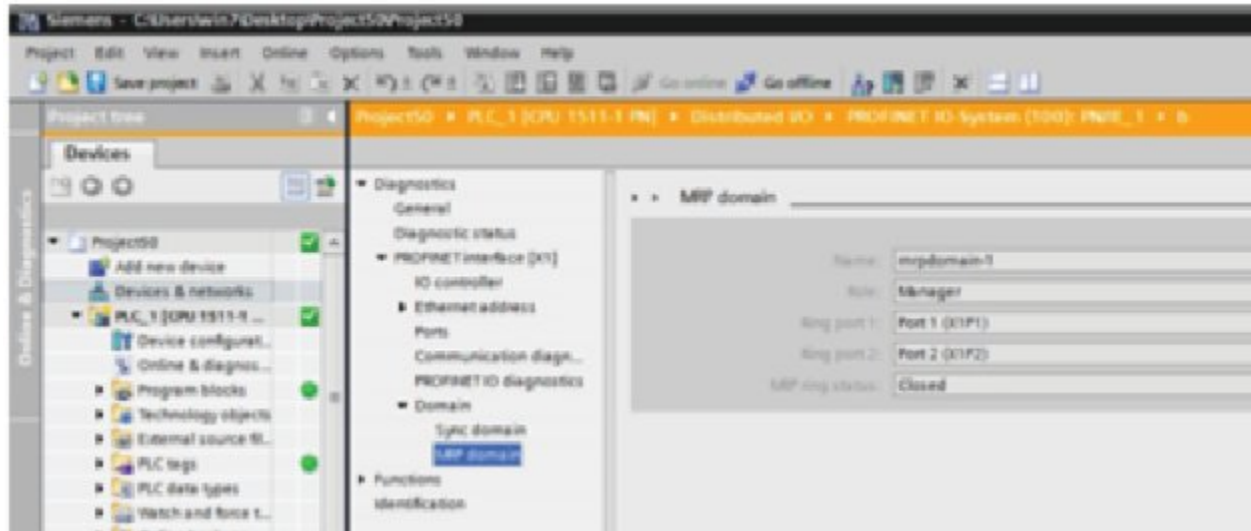 Siemens - C:\Users\win7\Desktop\Project50\Project50
Project Edit View Insert Online Options Tools Window Help
Save project Go online Go offline
Project tree
Project50 PLC_1 [CPU 1511-1 PN] Distributed I/O PROFINET IO-System (100): PN/IE_1
Devices
Online & Diagnostics
Project50
Add new device
Devices & networks
PLC_1 [CPU 1511-1 ...
Device configurat...
Online & diagnos...
Program blocks
Technology objects
External source fil...
PLC tags
PLC data types
Watch and force t...
Diagnostics
General
Diagnostic status
PROFINET interface [X1]
IO controller
Ethernet address
Ports
Communication diagn...
PROFINET IO diagnostics
Domain
Sync domain
MRP domain
Functions
Identification
MRP domain
Name: mrpdomain-1
Role: Manager
Ring port 1: Port 1 (X1P1)
Ring port 2: Port 2 (X1P2)
MRP ring status: Closed